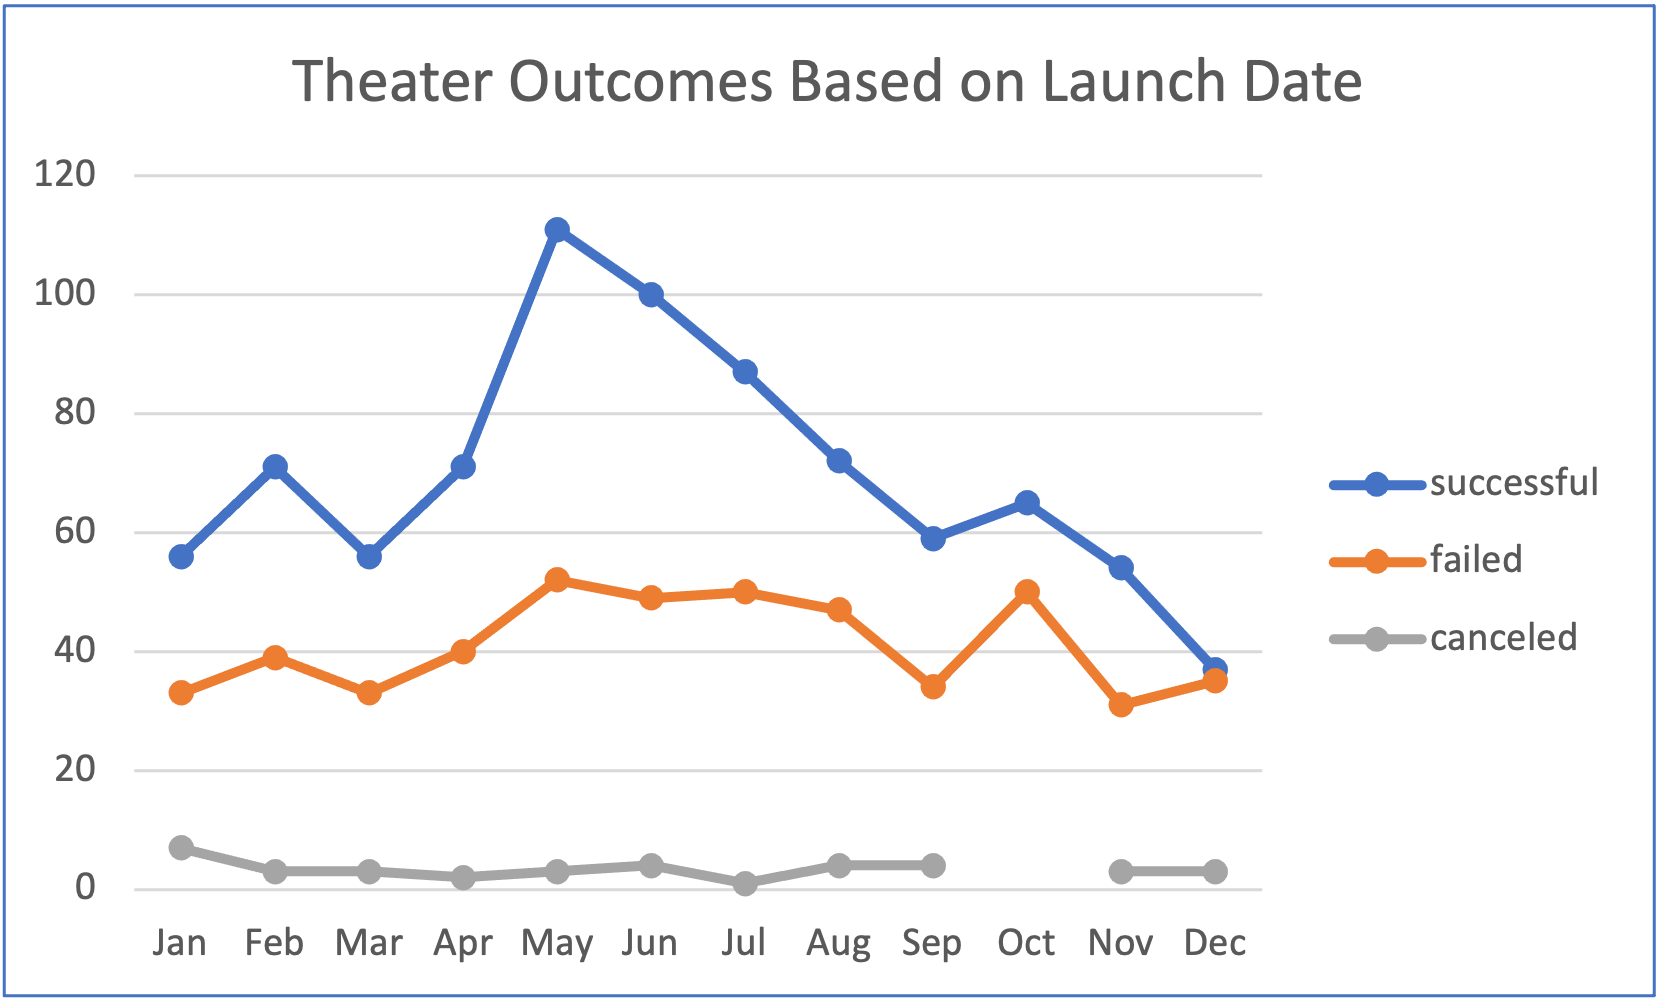 Theater Outcomes Based on Launch Date
120
100
80
60
40
20
0
Jan Feb Mar Apr May Jun Jul Aug Sep Oct Nov Dec
successful
failed
canceled